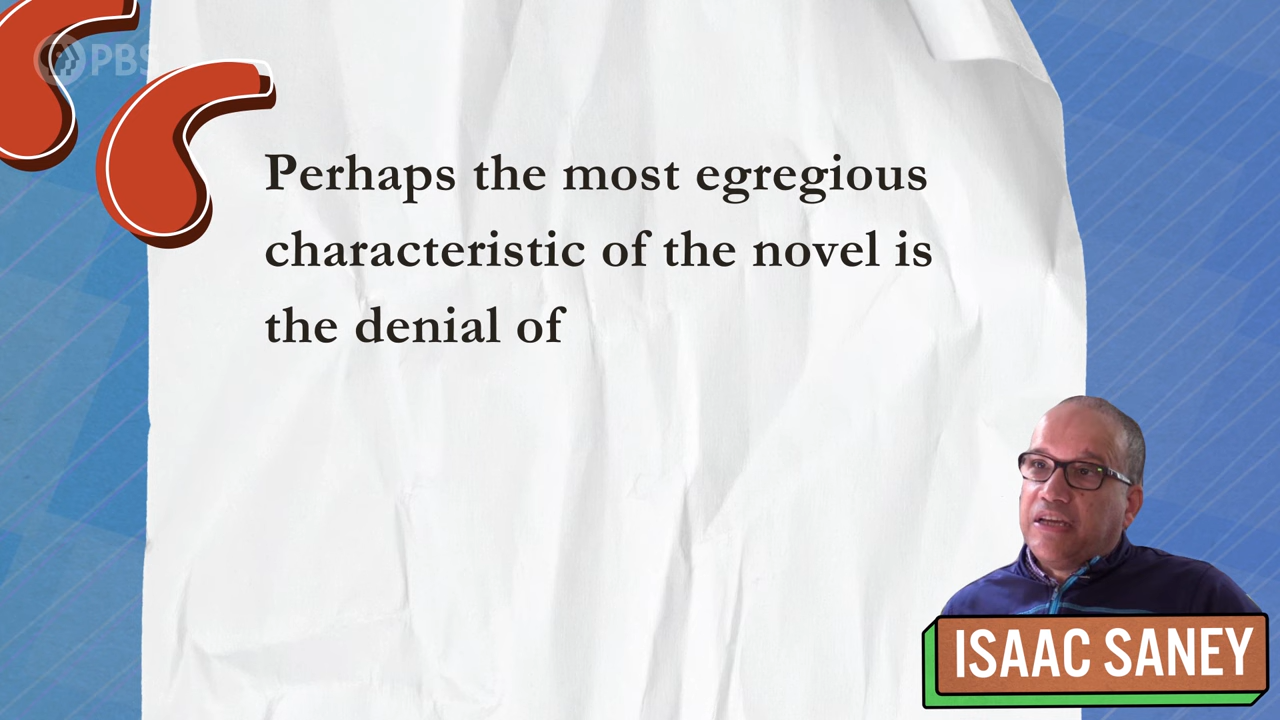 PBS
Perhaps the most egregious
characteristic of the novel is
the denial of
ISAAC SANEY